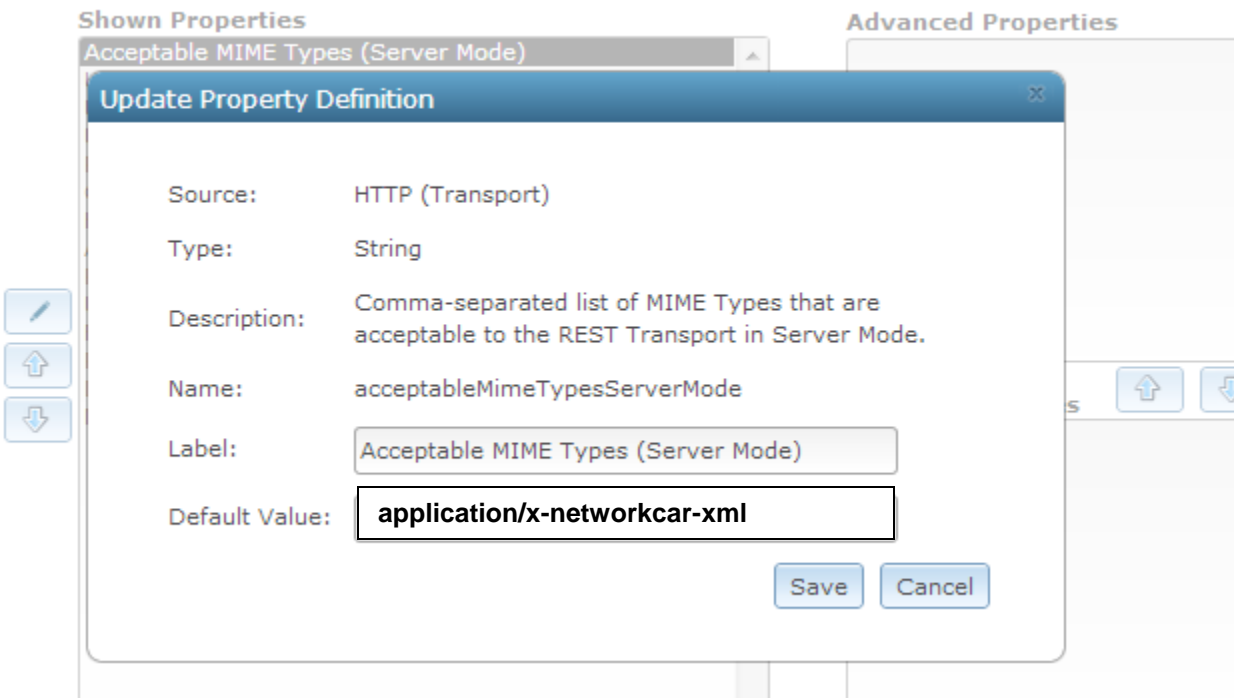 Shown Properties
Advanced Properties
Acceptable MIME Types (Server Mode)
Update Property Definition
Source: HTTP (Transport)
Type: String
Description: Comma-separated list of MIME Types that are
acceptable to the REST Transport in Server Mode.
Name: acceptableMimeTypesServerMode
Label: Acceptable MIME Types (Server Mode)
Default Value: application/x-networkcar-xml
Save Cancel